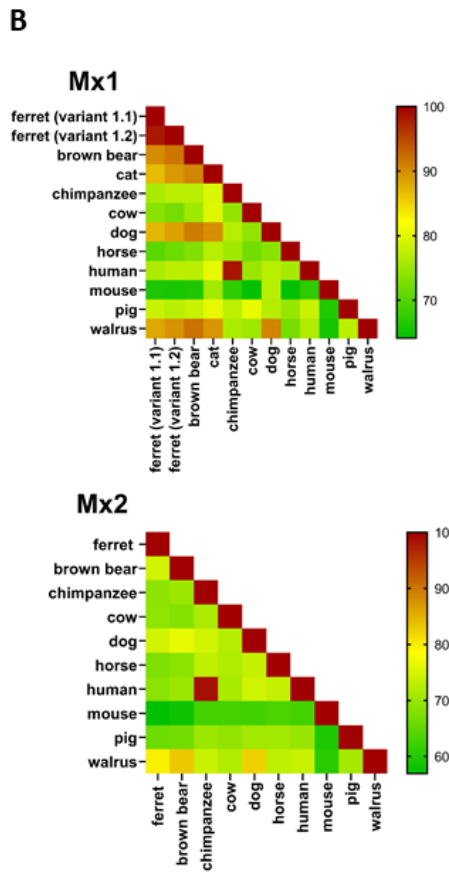 B
Mx1
ferret (variant 1.1)
ferret (variant 1.2)
brown bear
cat
chimpanzee
cow
dog
horse
human
mouse
pig
walrus
100
90
80
70
ferret (variant 1.1)
ferret (variant 1.2)
brown bear
cat
chimpanzee
cow
dog
horse
human
mouse
pig
walrus
Mx2
ferret
brown bear
chimpanzee
cow
dog
horse
human
mouse
pig
walrus
10
90
80
70
60
ferret
brown bear
chimpanzee
cow
dog
horse
human
mouse
pig
walrus